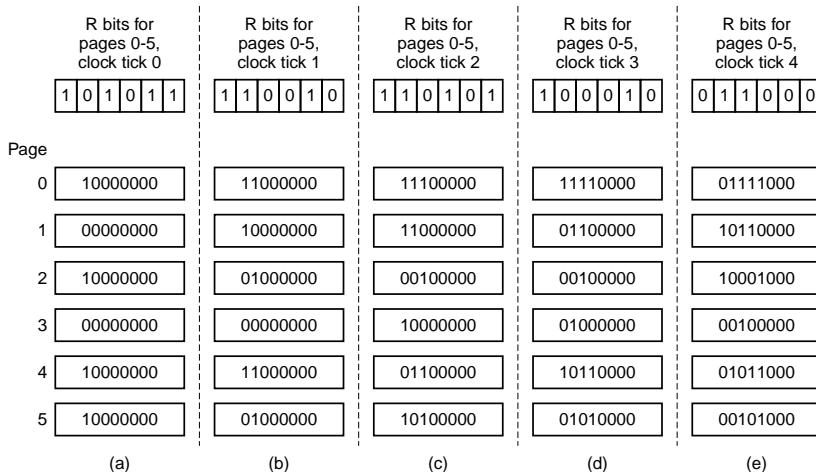 R bits for pages 0-5, clock tick 0
R bits for pages 0-5, clock tick 1
R bits for pages 0-5, clock tick 2
R bits for pages 0-5, clock tick 3
R bits for pages 0-5, clock tick 4
1 0 1 0 1 1
1 1 0 0 1 0
1 1 0 1 0 1
1 0 0 0 1 0
0 1 1 0 0 0
Page
0 10000000 11000000 11100000 11110000 01111000
1 00000000 10000000 11000000 01100000 10110000
2 10000000 01000000 00100000 00100000 10001000
3 00000000 00000000 10000000 01000000 00100000
4 10000000 11000000 01100000 10110000 01011000
5 10000000 01000000 10100000 01010000 00101000
(a) (b) (c) (d) (e)